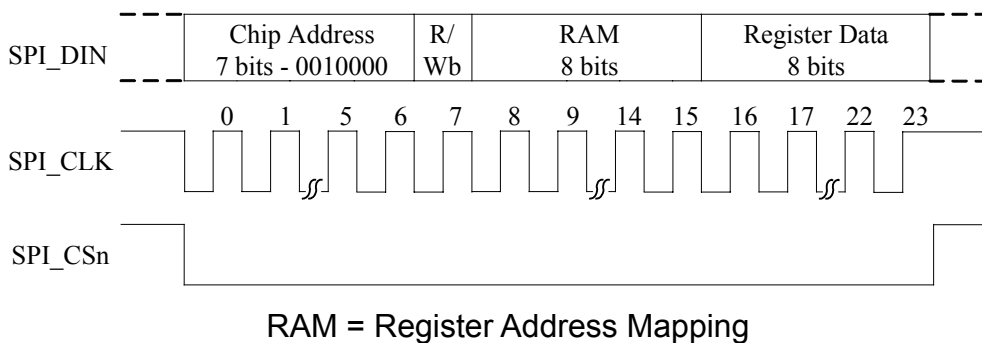 SPI_DIN
Chip Address
7 bits - 0010000
R/
Wb
RAM
8 bits
Register Data
8 bits
0 1 5 6 7 8 9 14 15 16 17 22 23
SPI_CLK
SPI_CSn
RAM = Register Address Mapping